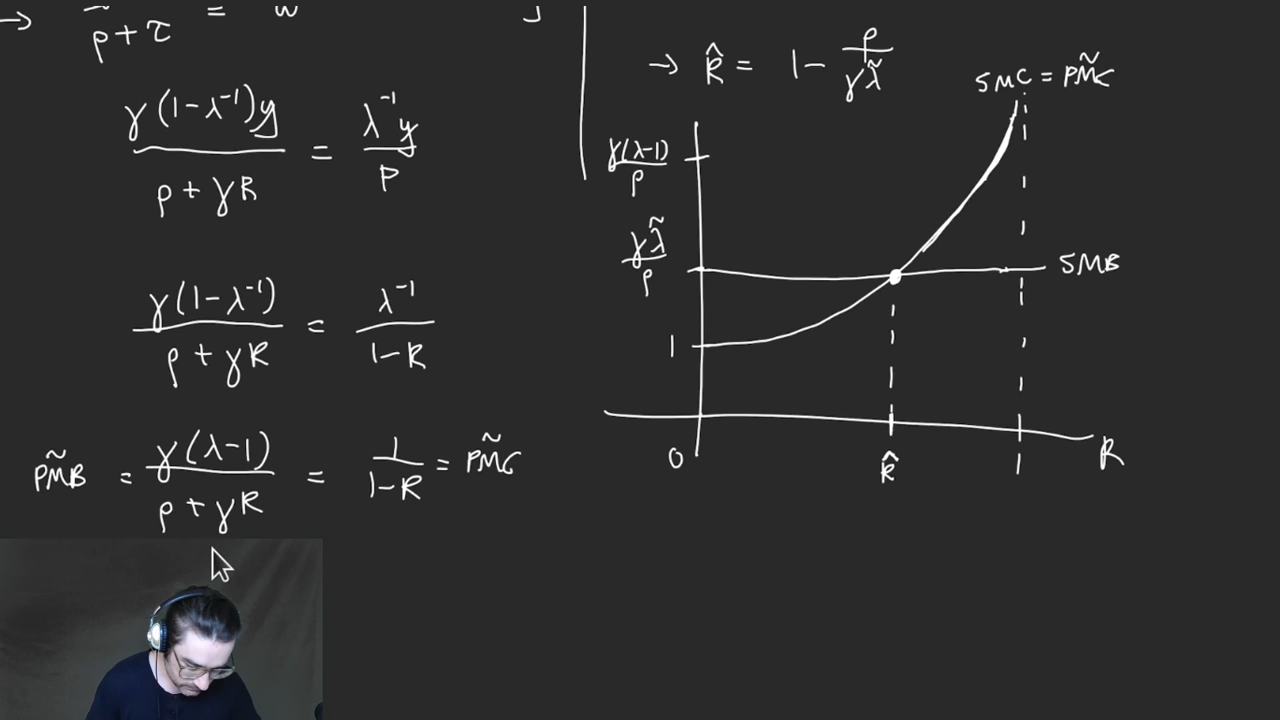 → ρ + τ = w
γ(1-λ⁻¹)y / (ρ + γR) = λ⁻¹y / P
γ(1-λ⁻¹) / (ρ + γR) = λ⁻¹ / (1-R)
PM̃B = γ(λ-1) / (ρ + γR) = 1 / (1-R) = PM̃C
→ R̂ = 1 - ρ / (γλ̃)
SMC = PM̃C
γ(λ-1) / ρ
γλ̃ / ρ
SMB
1
0
R̂
1
R